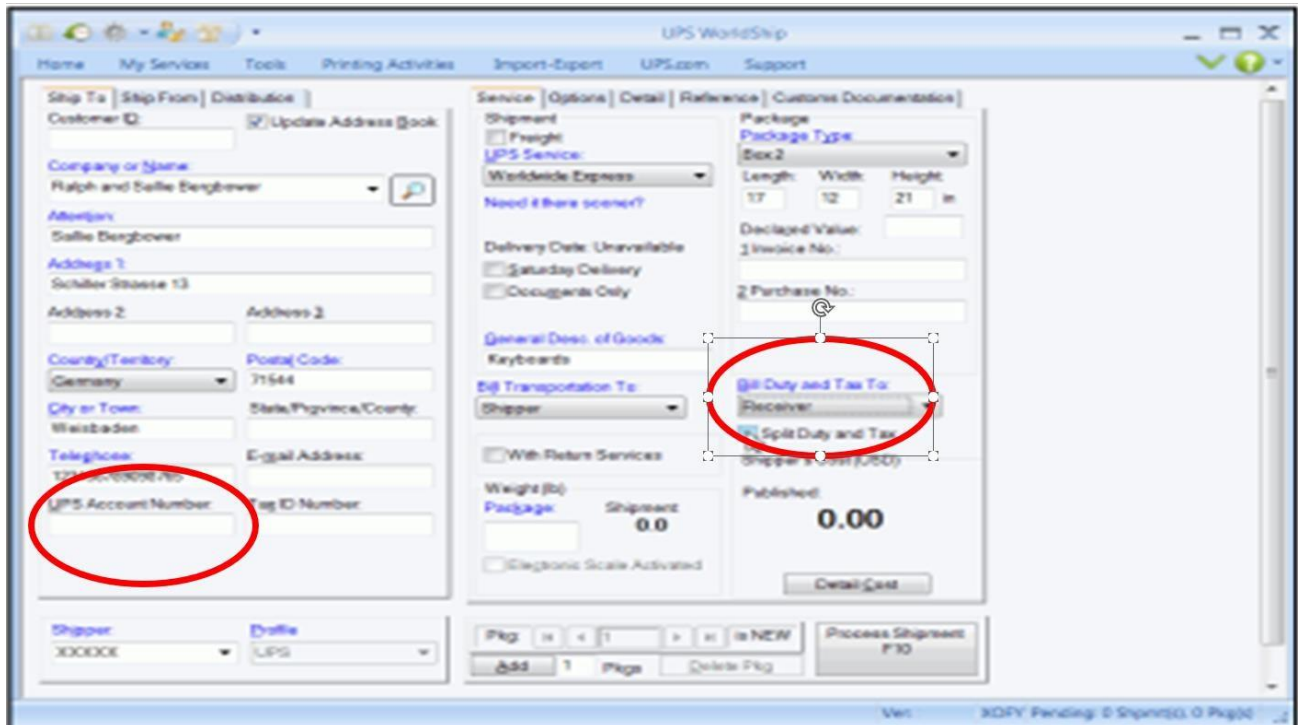 UPS WorldShip
Home My Services Tools Printing Activities Import-Export UPS.com Support
Ship To Ship From Distribution
Customer ID:
Update Address Book
Company or Name:
Ralph and Sallie Bergbower
Attention:
Sallie Bergbower
Address 1:
Schiller Strasse 13
Address 2: Address 3:
Country/Territory: Postal Code:
Germany 71544
City or Town: State/Province/County:
Weisbaden
Telephone: E-mail Address:
UPS Account Number: Tag ID Number:
Shipper: Profile
XXXXXX UPS
Service Options Detail Reference Customs Documentation
Shipment
Freight
UPS Service:
Worldwide Express
Need it there sooner?
Delivery Date: Unavailable
Saturday Delivery
Documents Only
General Desc. of Goods:
Keyboards
Bill Transportation To:
Shipper
With Return Services
Weight (lb)
Package: Shipment
0.0
Electronic Scale Activated
Package
Package Type:
Box 2
Length: Width: Height:
17 12 21 in
Declared Value:
1 Invoice No.:
2 Purchase No.:
Bill Duty and Tax To:
Receiver
Split Duty and Tax
Shipper's Cost (USD)
Published:
0.00
Detail Cost
Pkg: 1 is NEW
Add 1 Pkgs Delete Pkg
Process Shipment
F10
Ver: Pending: 0 Shpmt(s), 0 Pkg(s)